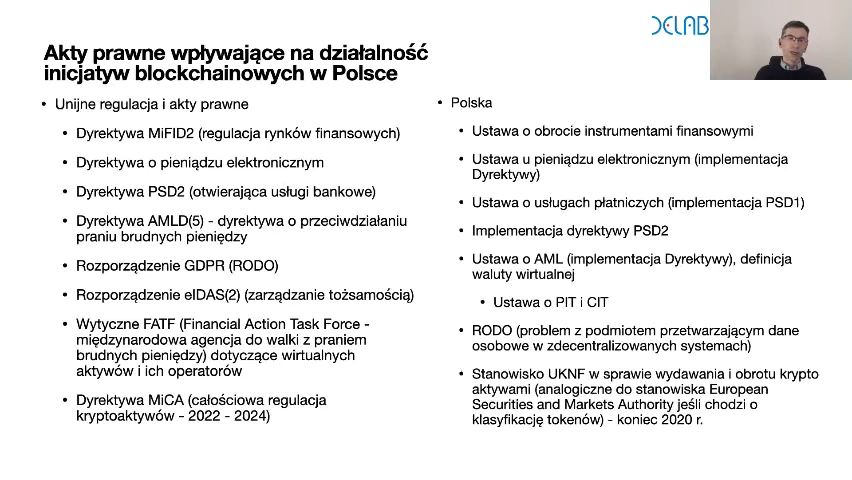 DELAB
Akty prawne wpływające na działalność
inicjatyw blockchainowych w Polsce
• Unijne regulacja i akty prawne
• Dyrektywa MiFID2 (regulacja rynków finansowych)
• Dyrektywa o pieniądzu elektronicznym
• Dyrektywa PSD2 (otwierająca usługi bankowe)
• Dyrektywa AMLD(5) - dyrektywa o przeciwdziałaniu
praniu brudnych pieniędzy
• Rozporządzenie GDPR (RODO)
• Rozporządzenie eIDAS(2) (zarządzanie tożsamością)
• Wytyczne FATF (Financial Action Task Force -
międzynarodowa agencja do walki z praniem
brudnych pieniędzy) dotyczące wirtualnych
aktywów i ich operatorów
• Dyrektywa MiCA (całościowa regulacja
kryptoaktywów - 2022 - 2024)
• Polska
• Ustawa o obrocie instrumentami finansowymi
• Ustawa u pieniądzu elektronicznym (implementacja
Dyrektywy)
• Ustawa o usługach płatniczych (implementacja PSD1)
• Implementacja dyrektywy PSD2
• Ustawa o AML (implementacja Dyrektywy), definicja
waluty wirtualnej
• Ustawa o PIT i CIT
• RODO (problem z podmiotem przetwarzającym dane
osobowe w zdecentralizowanych systemach)
• Stanowisko UKNF w sprawie wydawania i obrotu krypto
aktywami (analogiczne do stanowiska European
Securities and Markets Authority jeśli chodzi o
klasyfikację tokenów) - koniec 2020 r.